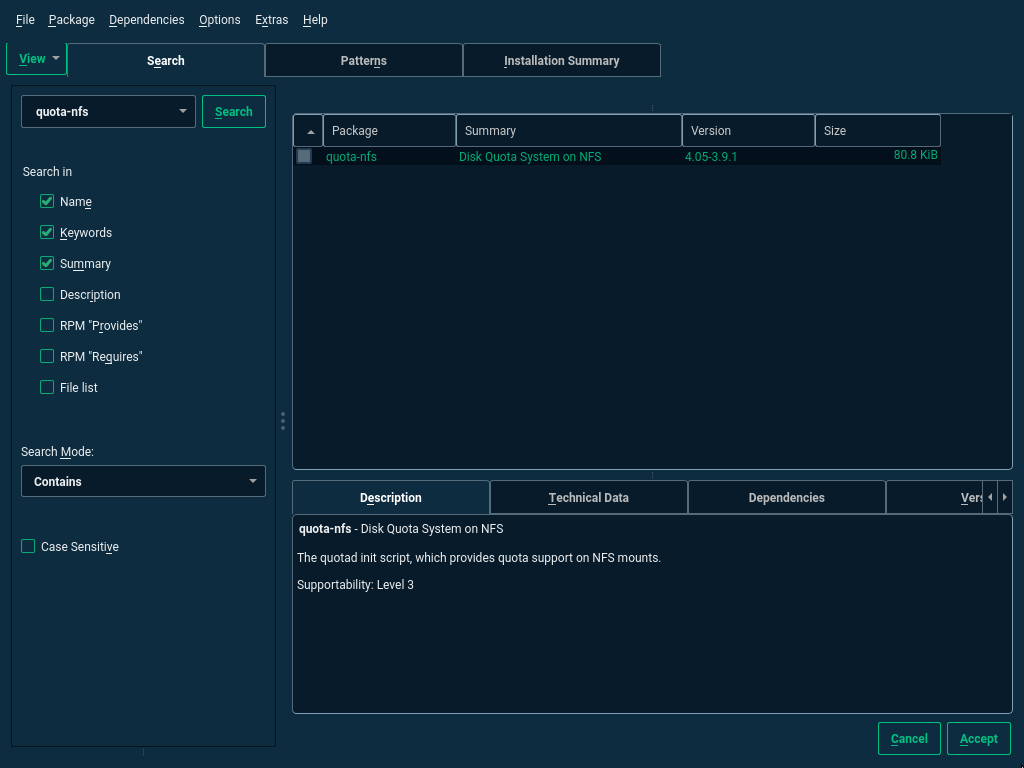 File Package Dependencies Options Extras Help
View Search Patterns Installation Summary
quota-nfs Search
Search in
Name
Keywords
Summary
Description
RPM "Provides"
RPM "Requires"
File list
Search Mode:
Contains
Case Sensitive
Package Summary Version Size
quota-nfs Disk Quota System on NFS 4.05-3.9.1 80.8 KiB
Description Technical Data Dependencies Vers
quota-nfs - Disk Quota System on NFS
The quotad init script, which provides quota support on NFS mounts.
Supportability: Level 3
Cancel Accept